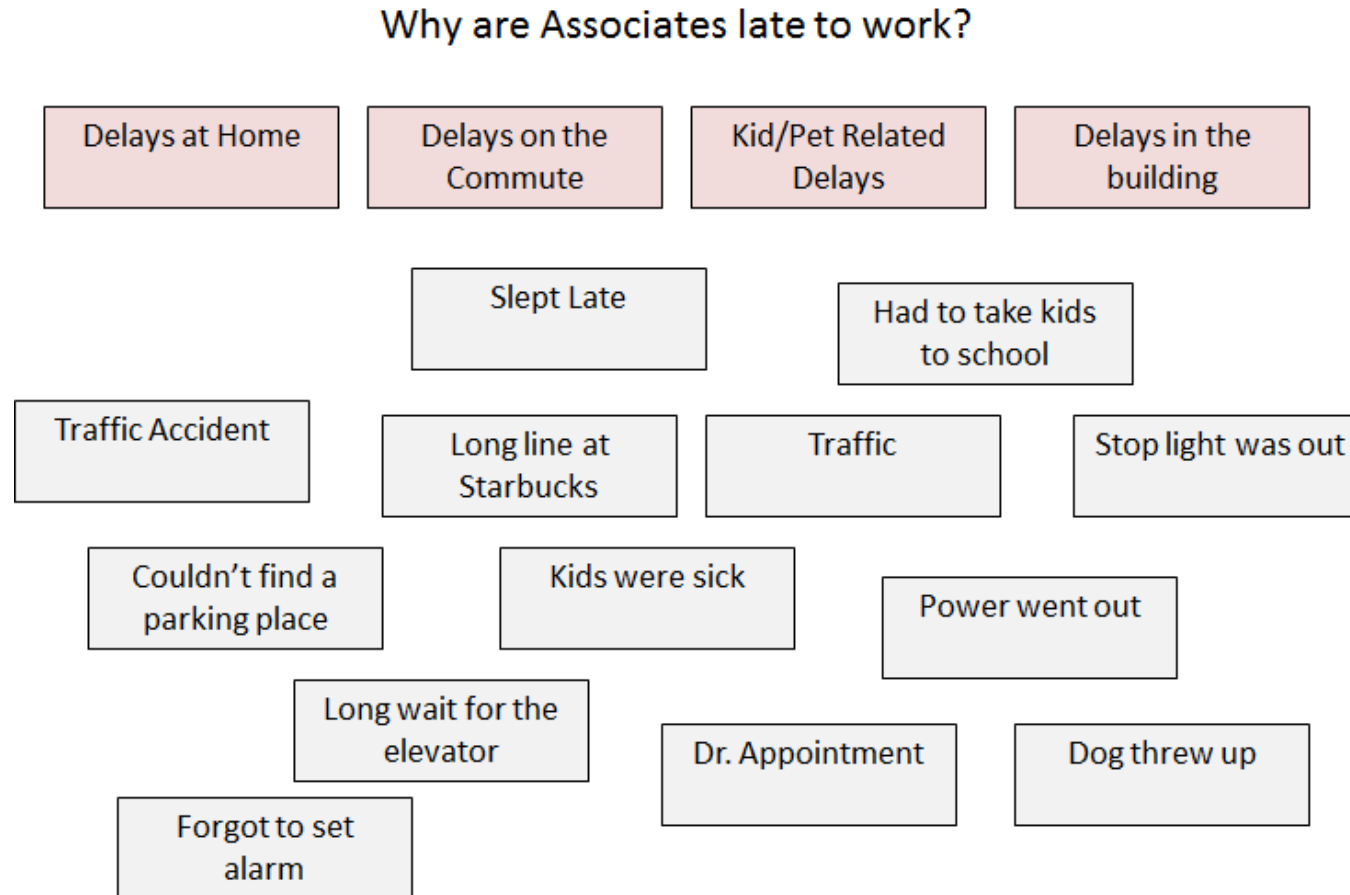 Why are Associates late to work?
Delays at Home
Delays on the
Commute
Kid/Pet Related
Delays
Delays in the
building
Slept Late
Had to take kids
to school
Traffic Accident
Long line at
Starbucks
Traffic
Stop light was out
Couldn’t find a
parking place
Kids were sick
Power went out
Long wait for the
elevator
Dr. Appointment
Dog threw up
Forgot to set
alarm